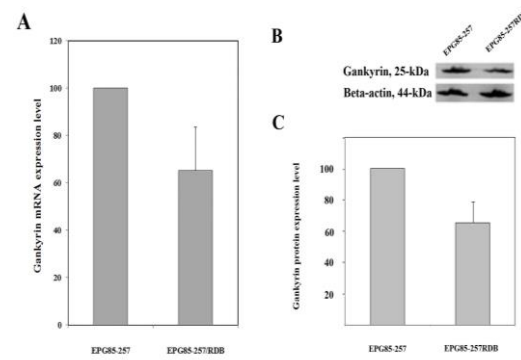 A
Gankyrin mRNA expression level
120
100
80
60
40
20
0
EPG85-257
EPG85-257/RDB
B
EPG85-257
EPG85-257RDB
Gankyrin, 25-kDa
Beta-actin, 44-kDa
C
Gankyrin protein expression level
100
80
60
40
20
EPG85-257
EPG85-257RDB